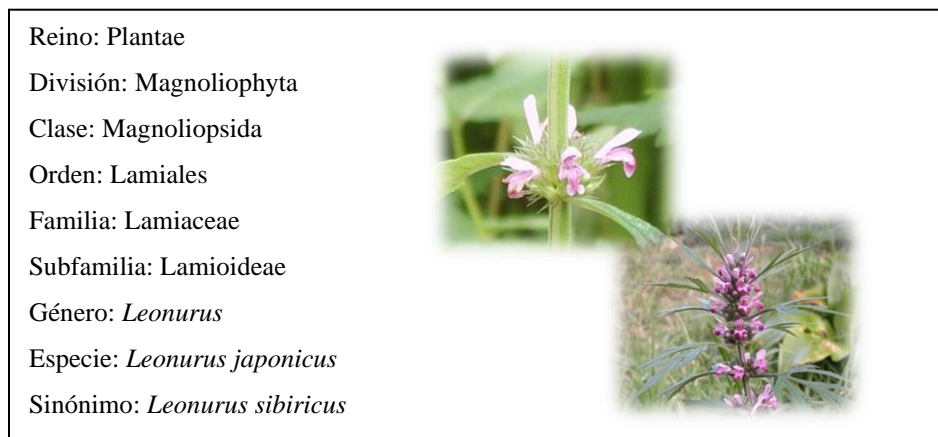 Reino: Plantae
División: Magnoliophyta
Clase: Magnoliopsida
Orden: Lamiales
Familia: Lamiaceae
Subfamilia: Lamioideae
Género: Leonurus
Especie: Leonurus japonicus
Sinónimo: Leonurus sibiricus